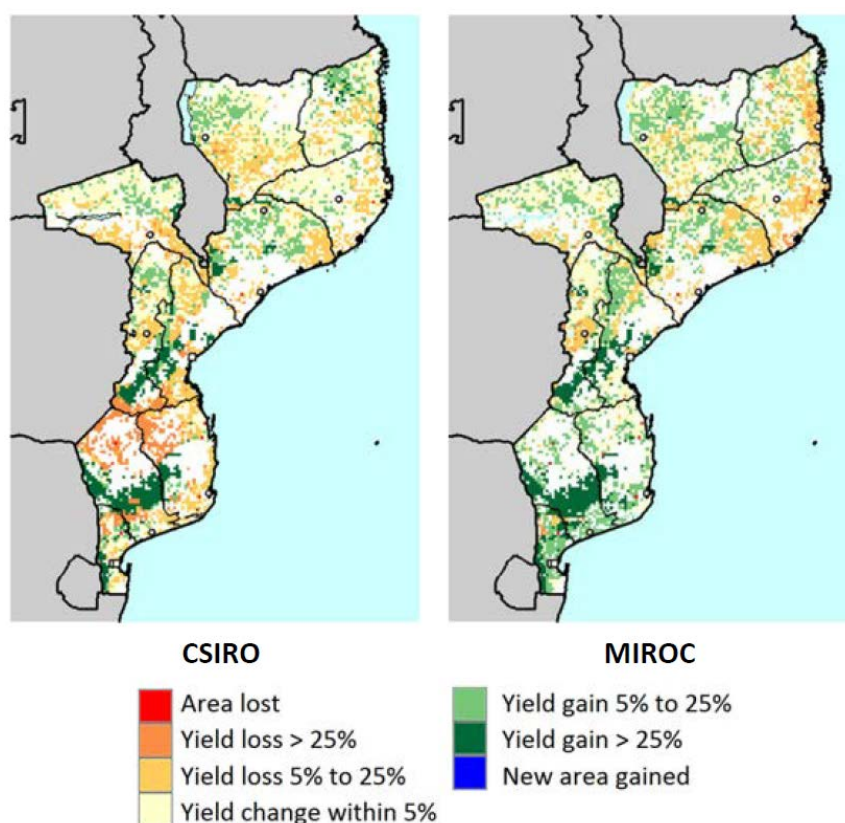 CSIRO
MIROC
Area lost
Yield loss > 25%
Yield loss 5% to 25%
Yield change within 5%
Yield gain 5% to 25%
Yield gain > 25%
New area gained